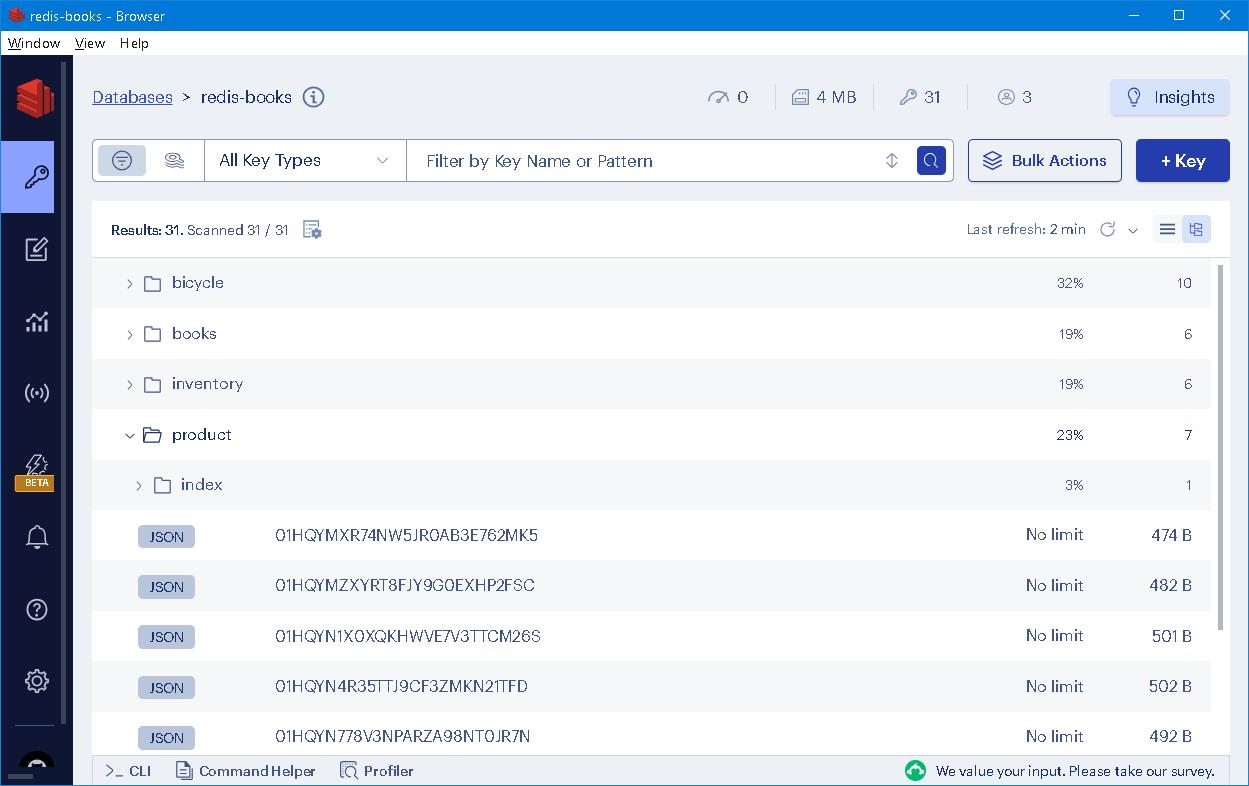 redis-books - Browser
Window View Help
Databases > redis-books 0 4 MB 31 3 Insights
All Key Types Filter by Key Name or Pattern Bulk Actions + Key
Results: 31. Scanned 31 / 31 Last refresh: 2 min
bicycle 32% 10
books 19% 6
inventory 19% 6
product 23% 7
index 3% 1
BETA
JSON 01HQYMXR74NW5JR0AB3E762MK5 No limit 474 B
JSON 01HQYMZXYRT8FJY9G0EXHP2FSC No limit 482 B
JSON 01HQYN1X0XQKHWVE7V3TTCM26S No limit 501 B
JSON 01HQYN4R35TTJ9CF3ZMKN21TFD No limit 502 B
JSON 01HQYN778V3NPARZA98NT0JR7N No limit 492 B
>_ CLI Command Helper Profiler We value your input. Please take our survey.